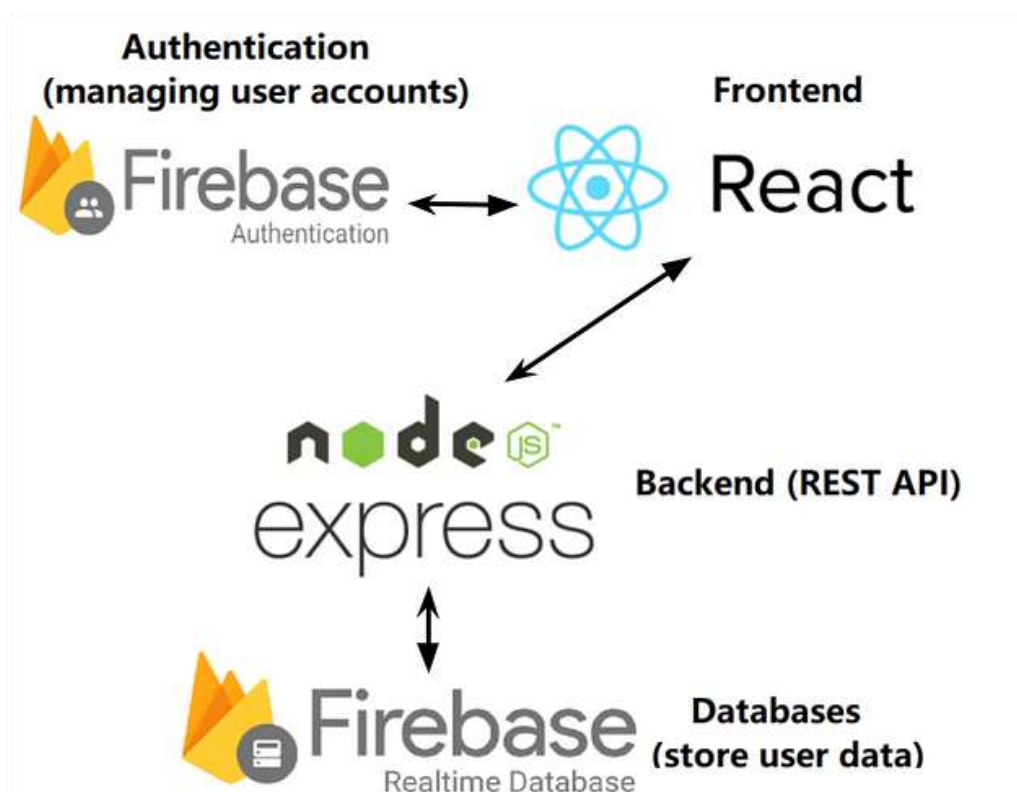 Authentication
(managing user accounts)
Frontend
Firebase
Authentication
React
node JS™
express
Backend (REST API)
Firebase
Realtime Database
Databases
(store user data)